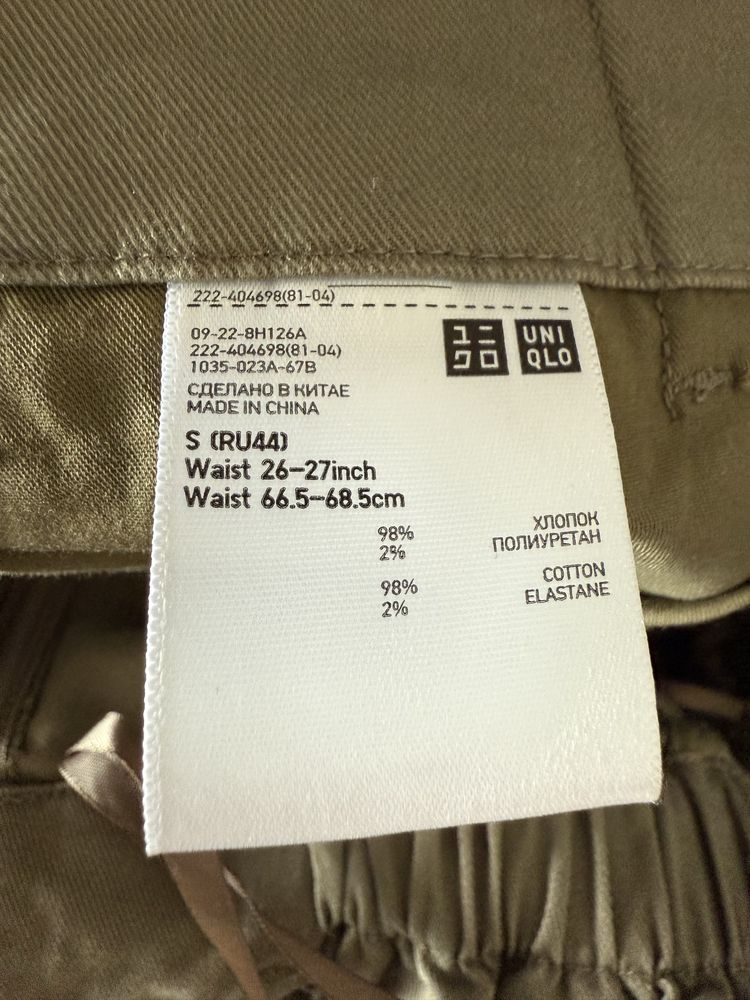 222-404698(81-04)
09-22-8H126A
222-404698(81-04)
1035-023A-67B
ユニ
クロ
UNI
QLO
СДЕЛАНО В КИТАЕ
MADE IN CHINA
S (RU44)
Waist 26-27inch
Waist 66.5-68.5cm
98% ХЛОПОК
2% ПОЛИУРЕТАН
98% COTTON
2% ELASTANE